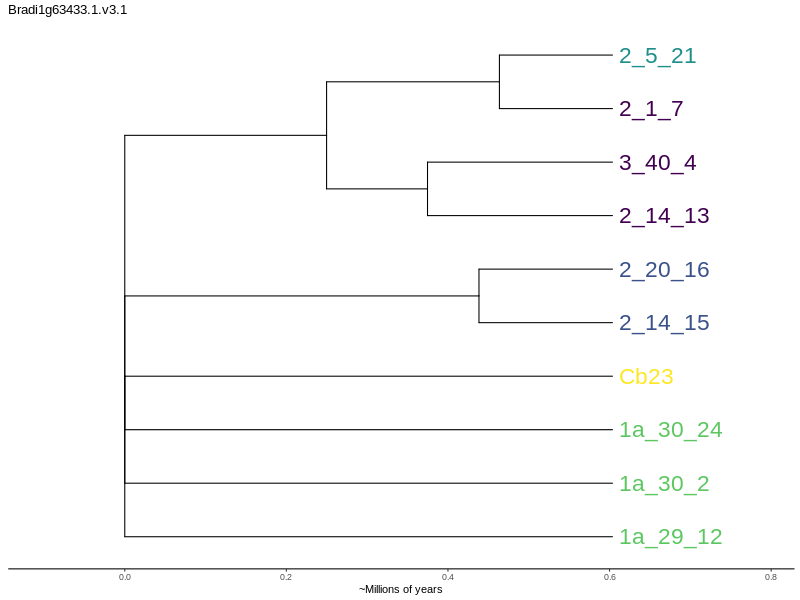 Bradi1g63433.1.v3.1
2_5_21
2_1_7
3_40_4
2_14_13
2_20_16
2_14_15
Cb23
1a_30_24
1a_30_2
1a_29_12
0.0 0.2 0.4 0.6 0.8
~Millions of years